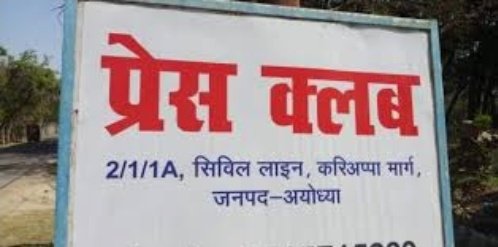 प्रेस क्लब
2/1/1A, सिविल लाइन, करिअप्पा मार्ग,
जनपद–अयोध्या